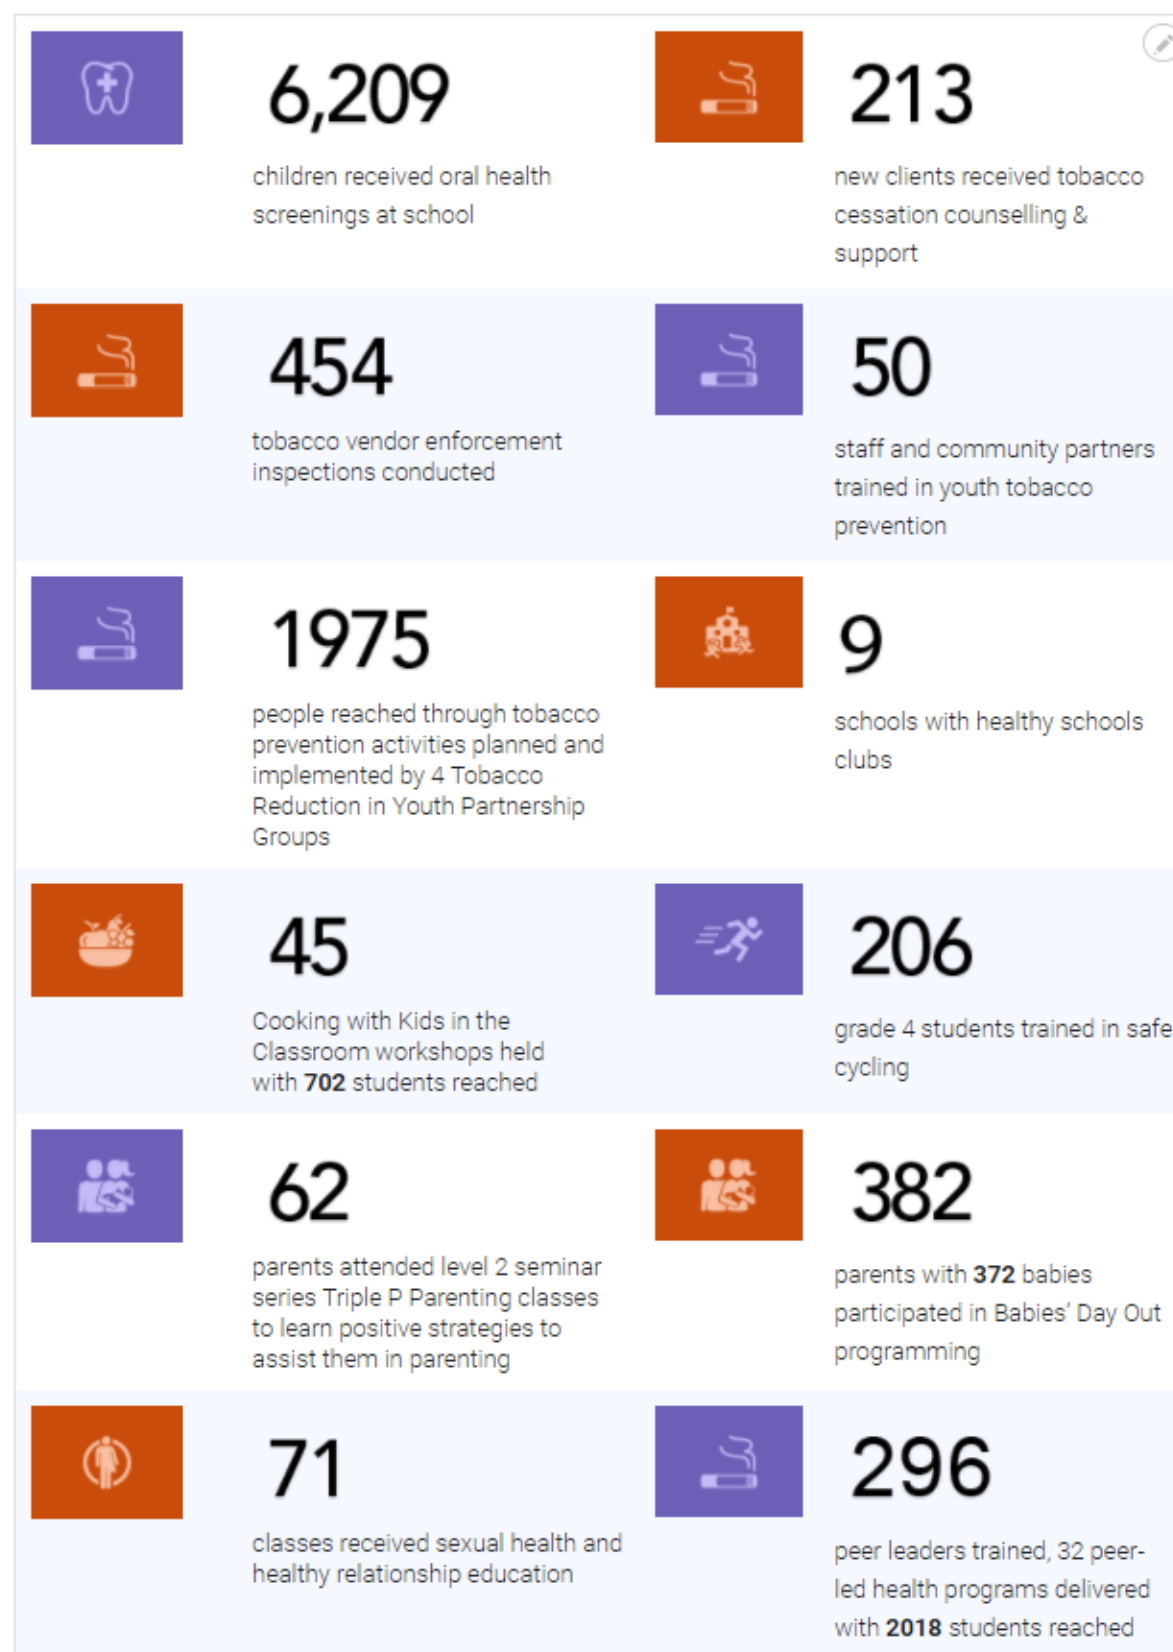 6,209
children received oral health
screenings at school
213
new clients received tobacco
cessation counselling &
support
454
tobacco vendor enforcement
inspections conducted
50
staff and community partners
trained in youth tobacco
prevention
1975
people reached through tobacco
prevention activities planned and
implemented by 4 Tobacco
Reduction in Youth Partnership
Groups
9
schools with healthy schools
clubs
45
Cooking with Kids in the
Classroom workshops held
with 702 students reached
206
grade 4 students trained in safe
cycling
62
parents attended level 2 seminar
series Triple P Parenting classes
to learn positive strategies to
assist them in parenting
382
parents with 372 babies
participated in Babies' Day Out
programming
71
classes received sexual health and
healthy relationship education
296
peer leaders trained, 32 peer-
led health programs delivered
with 2018 students reached